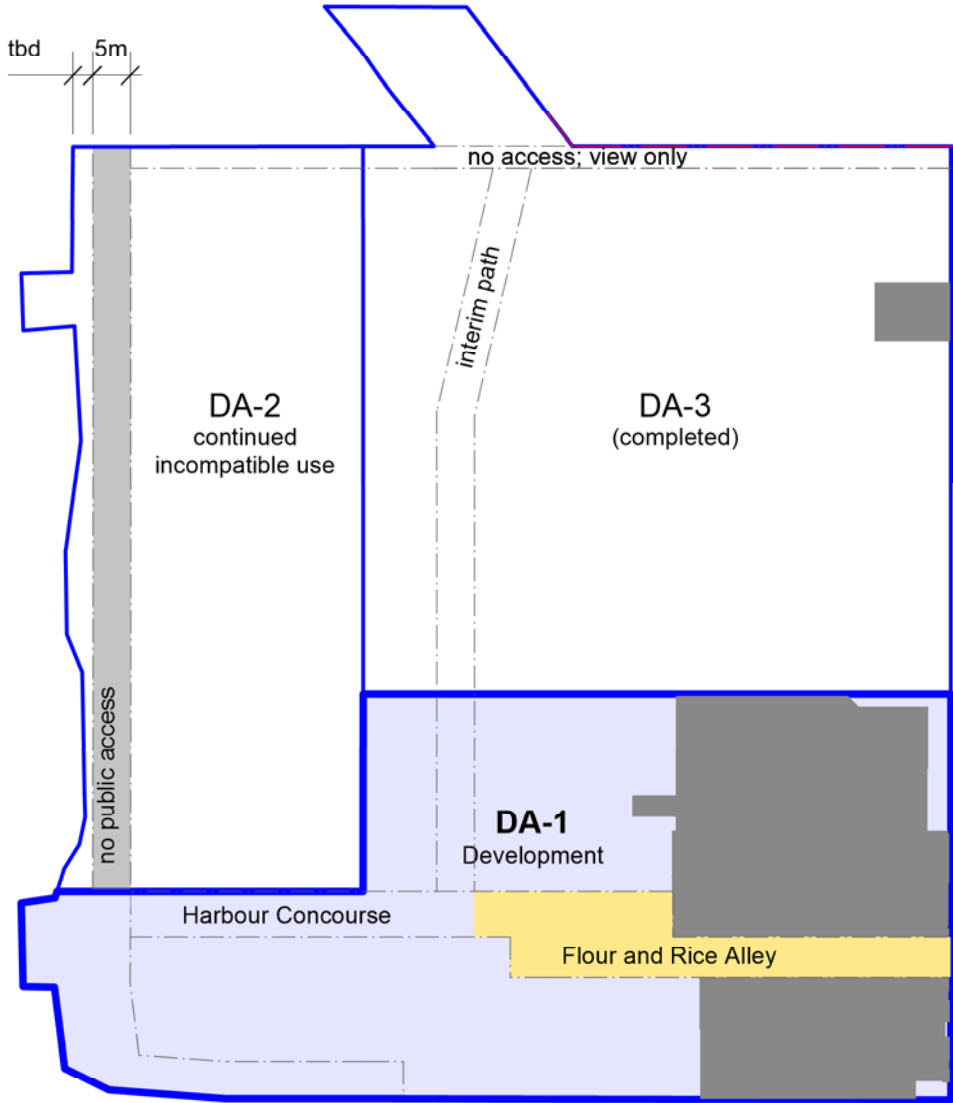 tbd
5m
no access; view only
interim path
DA-2
continued
incompatible use
DA-3
(completed)
no public access
DA-1
Development
Harbour Concourse
Flour and Rice Alley